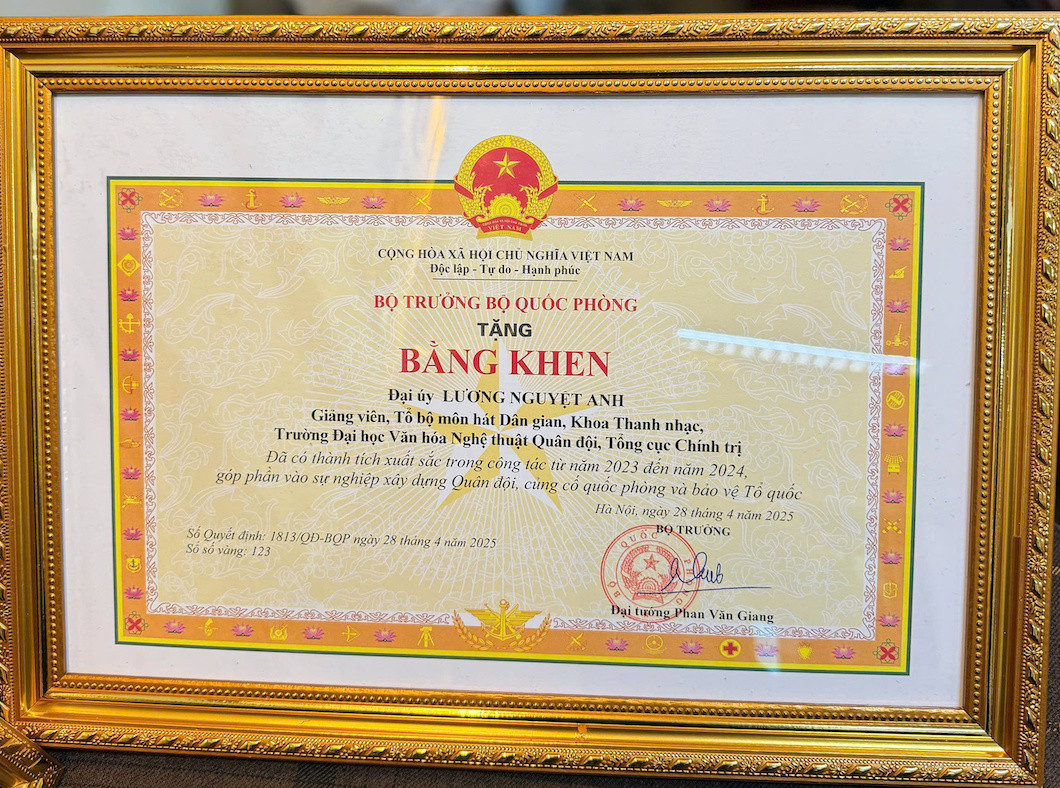 VIỆT NAM
CỘNG HÒA XÃ HỘI CHỦ NGHĨA VIỆT NAM
Độc lập - Tự do - Hạnh phúc
BỘ TRƯỞNG BỘ QUỐC PHÒNG
TẶNG
BẰNG KHEN
Đại úy LƯƠNG NGUYỆT ANH
Giảng viên, Tổ bộ môn hát Dân gian, Khoa Thanh nhạc,
Trường Đại học Văn hóa Nghệ thuật Quân đội, Tổng cục Chính trị
Đã có thành tích xuất sắc trong công tác từ năm 2023 đến năm 2024,
góp phần vào sự nghiệp xây dựng Quân đội, củng cố quốc phòng và bảo vệ Tổ quốc
Hà Nội, ngày 28 tháng 4 năm 2025
BỘ TRƯỞNG
Số Quyết định: 1813/QĐ-BQP ngày 28 tháng 4 năm 2025
Số sổ vàng: 123
BỘ QUỐC PHÒNG
Đại tướng Phan Văn Giang